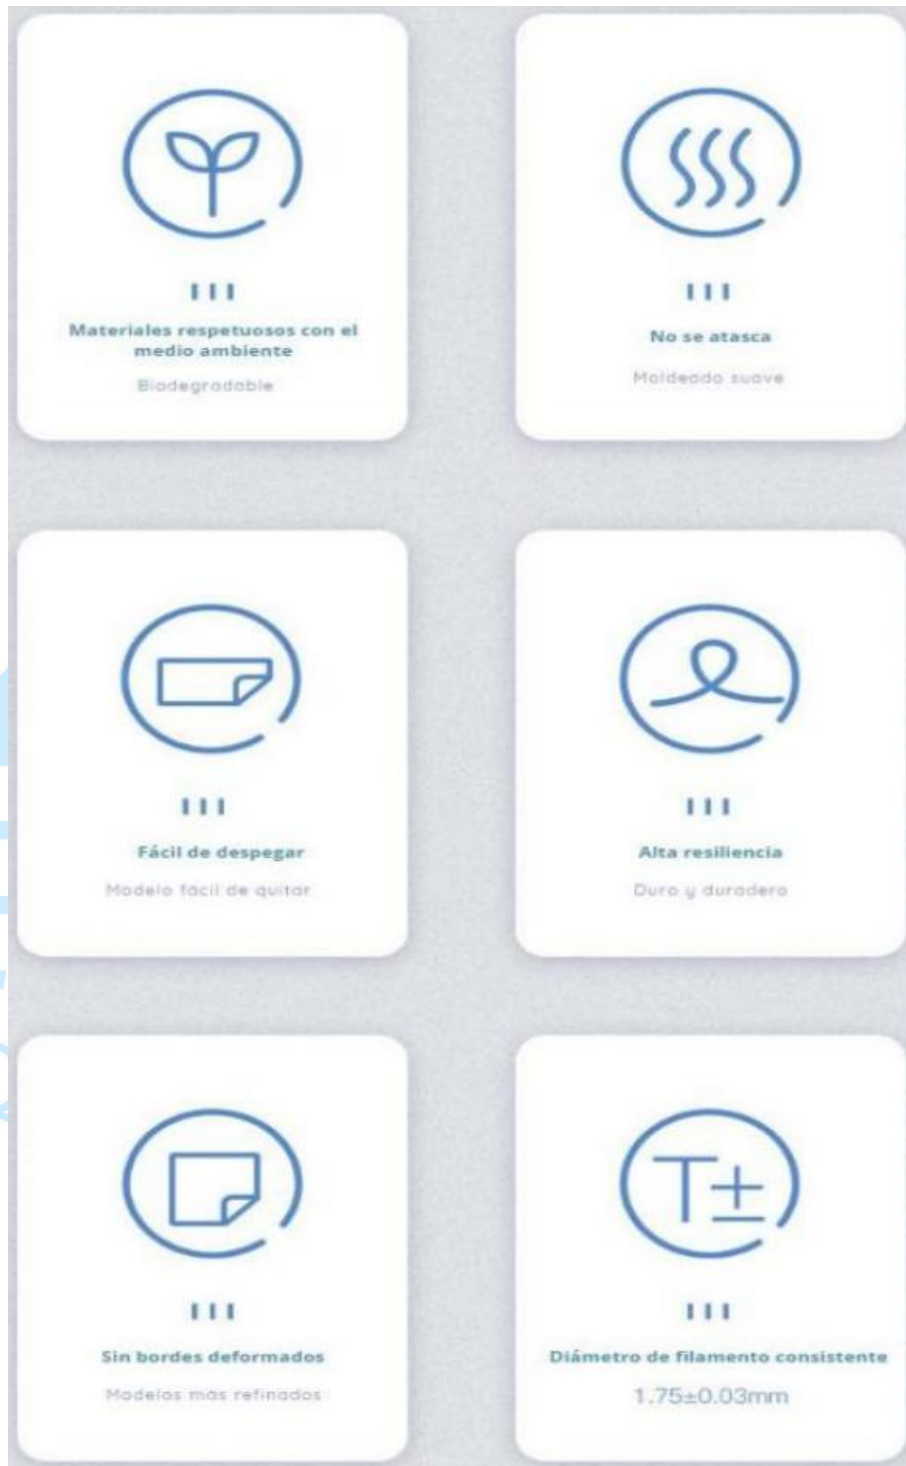 Materiales respetuosos con el
medio ambiente
Biodegradable
No se atasca
Moldeado suave
Fácil de despegar
Modelo fácil de quitar
Alta resiliencia
Duro y duradero
Sin bordes deformados
Modelos más refinados
T±
Diámetro de filamento consistente
1.75±0.03mm